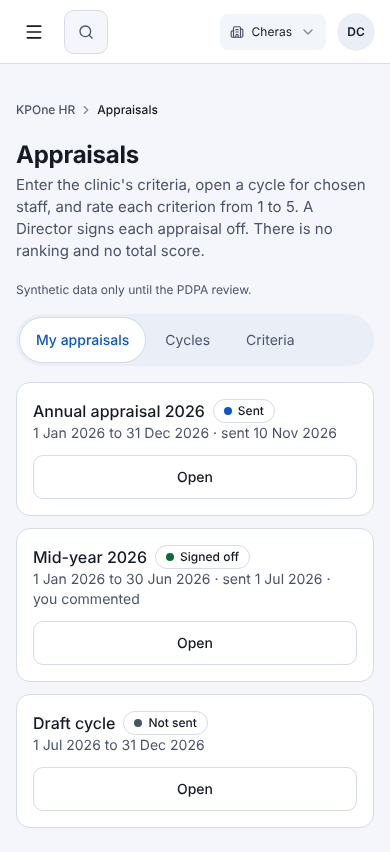 Cheras
DC
KPOne HR > Appraisals
Appraisals
Enter the clinic's criteria, open a cycle for chosen
staff, and rate each criterion from 1 to 5. A
Director signs each appraisal off. There is no
ranking and no total score.
Synthetic data only until the PDPA review.
My appraisals Cycles Criteria
Annual appraisal 2026 Sent
1 Jan 2026 to 31 Dec 2026 · sent 10 Nov 2026
Open
Mid-year 2026 Signed off
1 Jan 2026 to 30 Jun 2026 · sent 1 Jul 2026 ·
you commented
Open
Draft cycle Not sent
1 Jul 2026 to 31 Dec 2026
Open